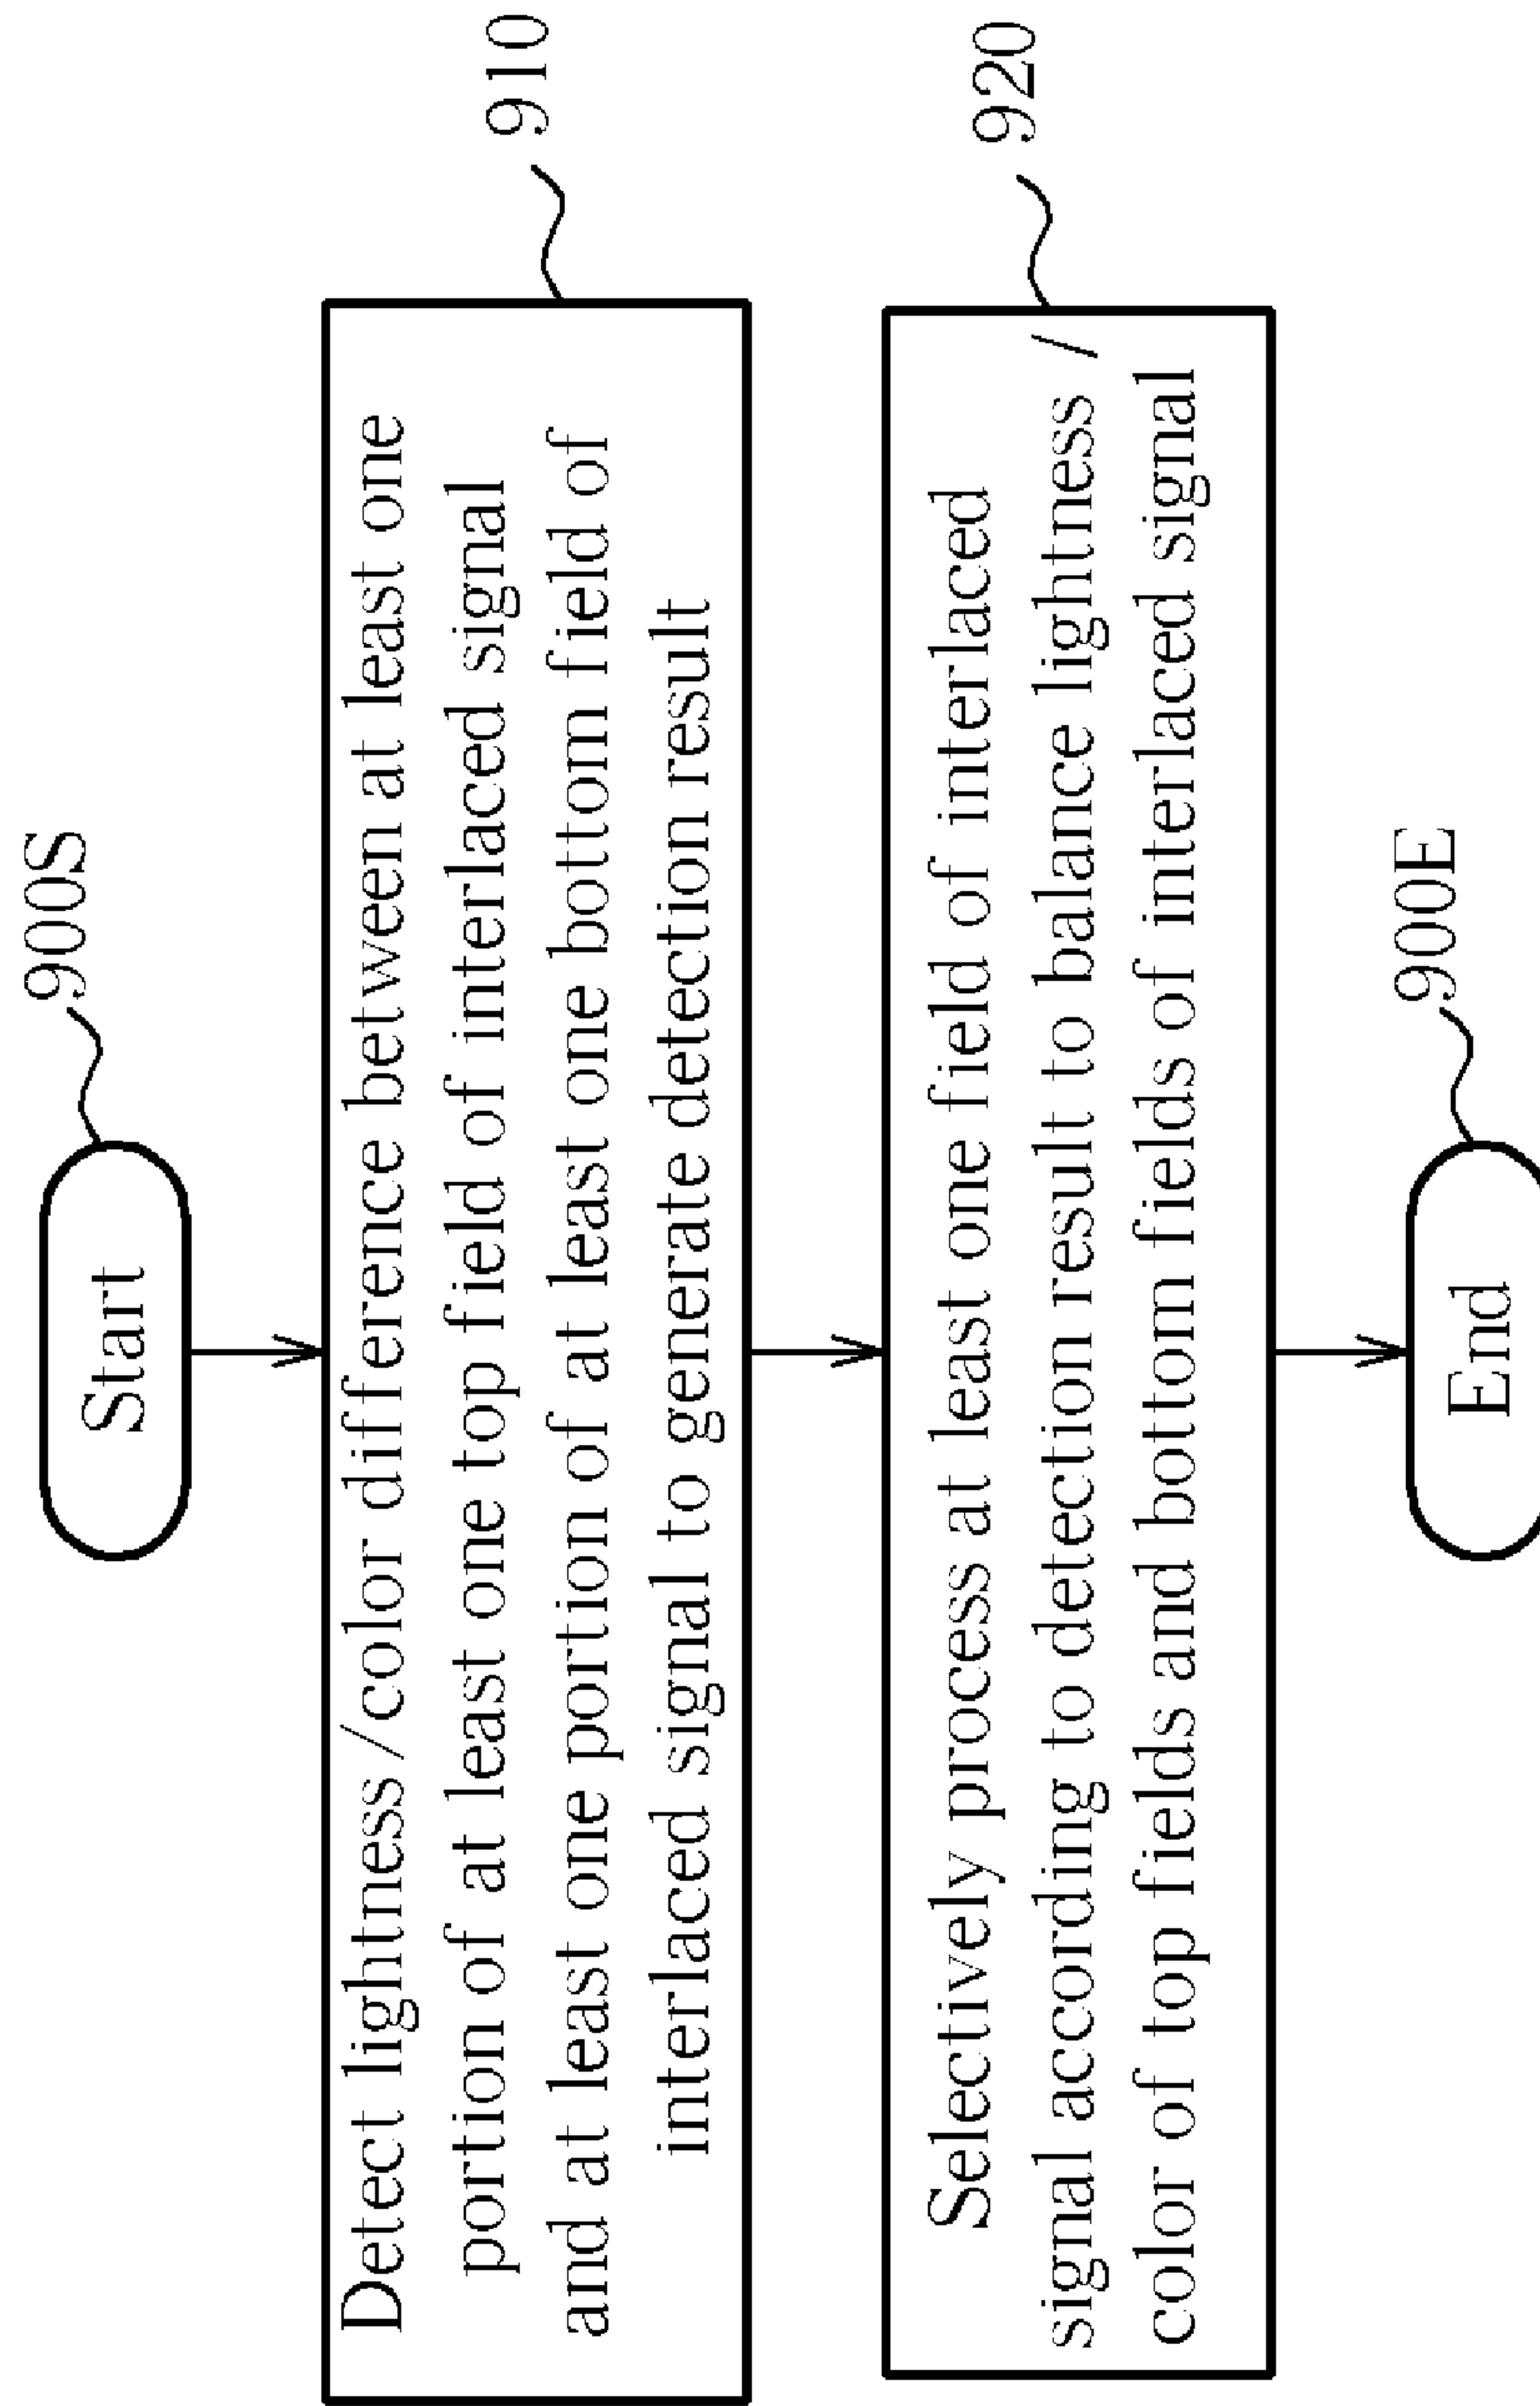 900S
Start
910
Detect lightness/color difference between at least one
portion of at least one top field of interlaced signal
and at least one portion of at least one bottom field of
interlaced signal to generate detection result
920
Selectively process at least one field of interlaced
signal according to detection result to balance lightness /
color of top fields and bottom fields of interlaced signal
900E
End